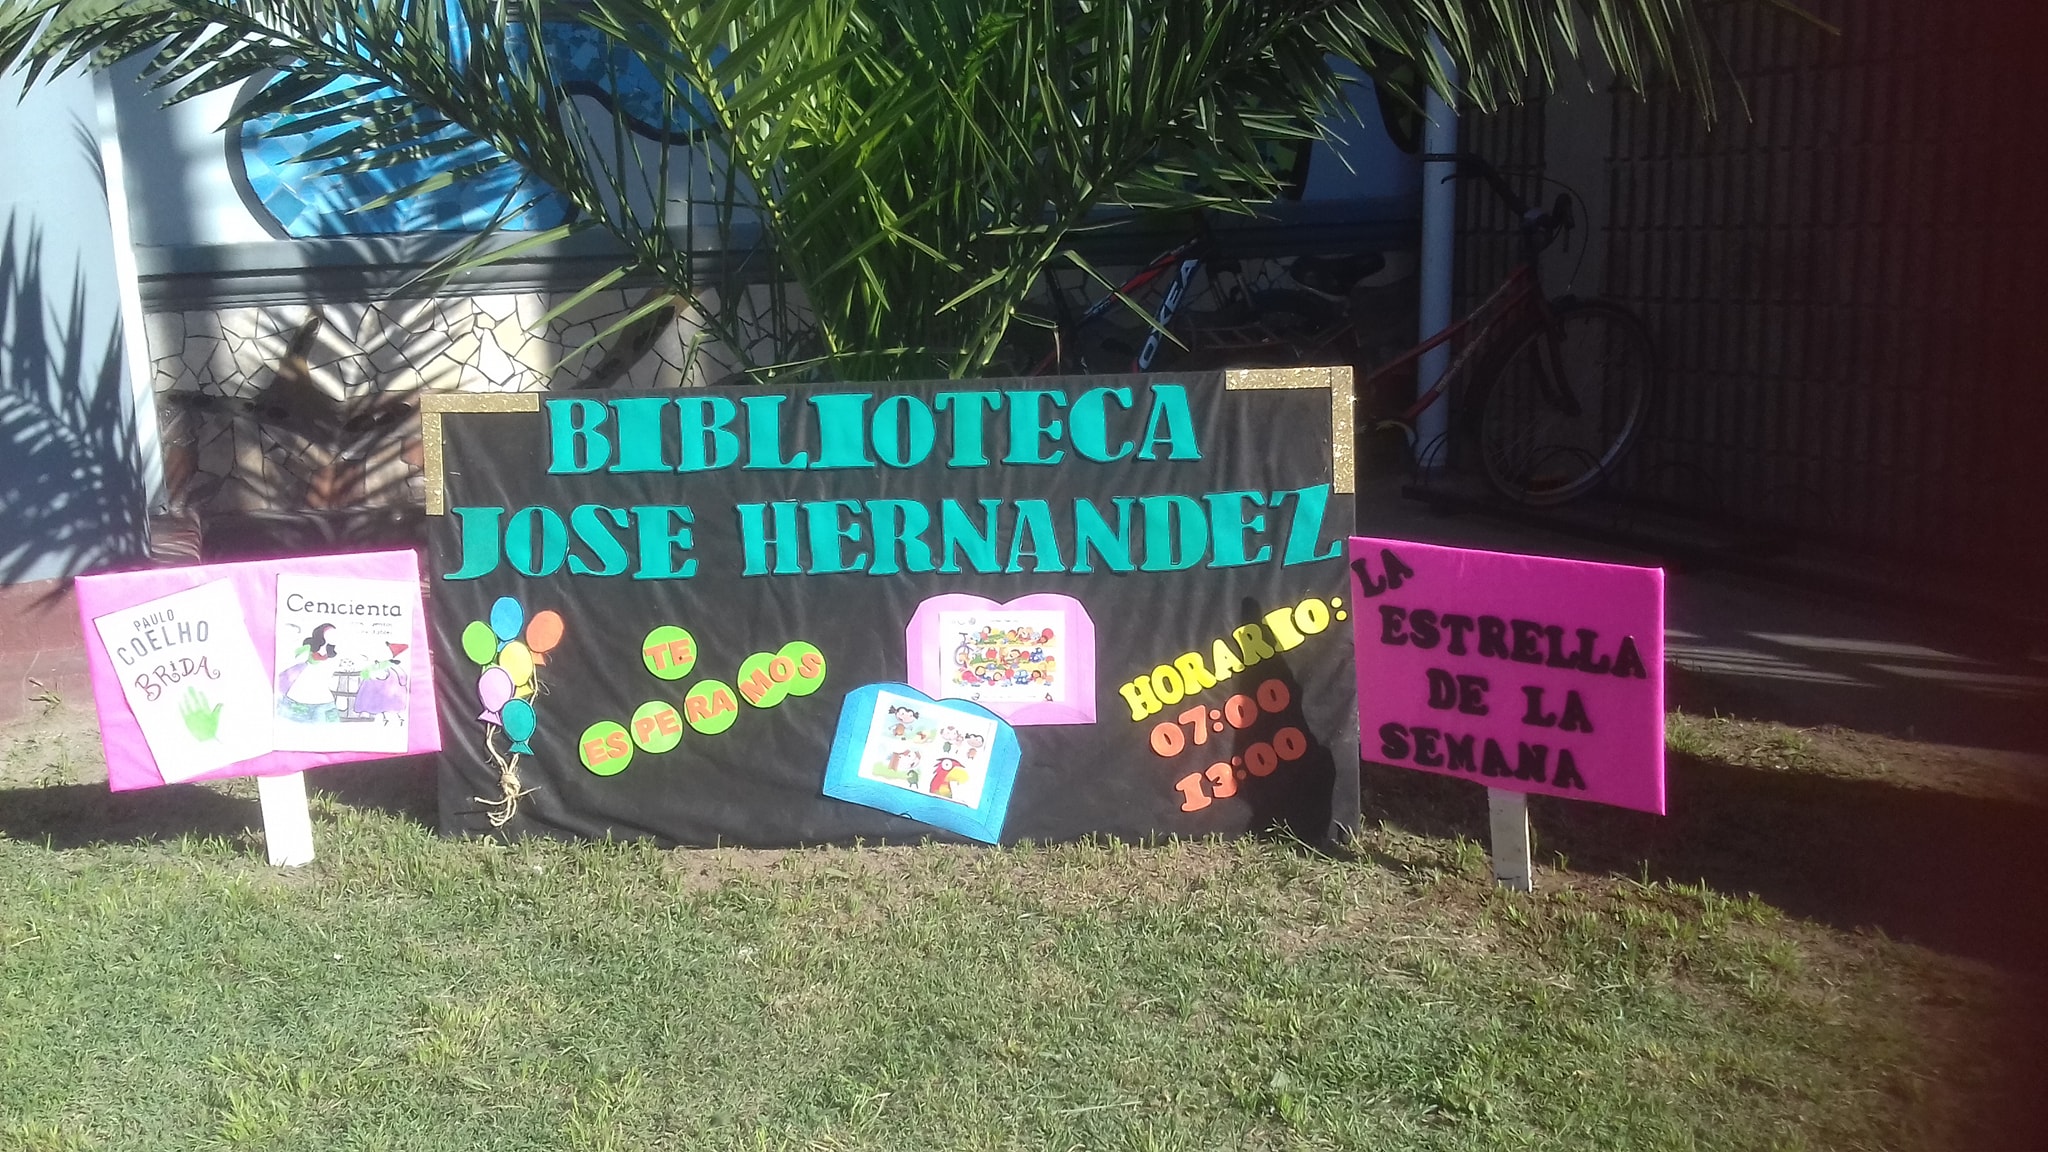 OXEA
BIBLIOTECA
JOSE HERNANDEZ
TE
ESPERAMOS
HORARIO:
07:00
13:00
PAULO
COELHO
BRIDA
Cenicienta
LA
ESTRELLA
DE LA
SEMANA